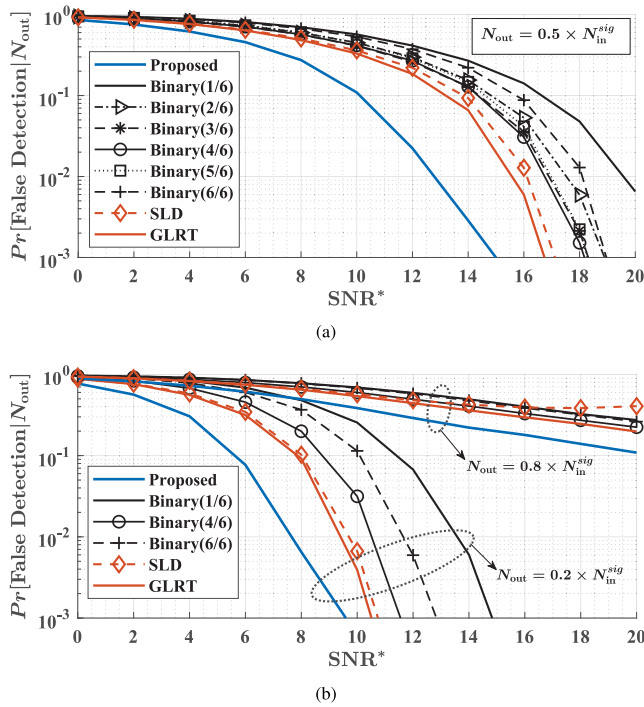 10^0
10^-1
10^-2
10^-3
Pr[False Detection|N_out]
N_out = 0.5 × N_in^sig
Proposed
Binary(1/6)
Binary(2/6)
Binary(3/6)
Binary(4/6)
Binary(5/6)
Binary(6/6)
SLD
GLRT
0 2 4 6 8 10 12 14 16 18 20
SNR*
(a)
10^0
10^-1
10^-2
10^-3
Pr[False Detection|N_out]
Proposed
Binary(1/6)
Binary(4/6)
Binary(6/6)
SLD
GLRT
N_out = 0.8 × N_in^sig
N_out = 0.2 × N_in^sig
0 2 4 6 8 10 12 14 16 18 20
SNR*
(b)